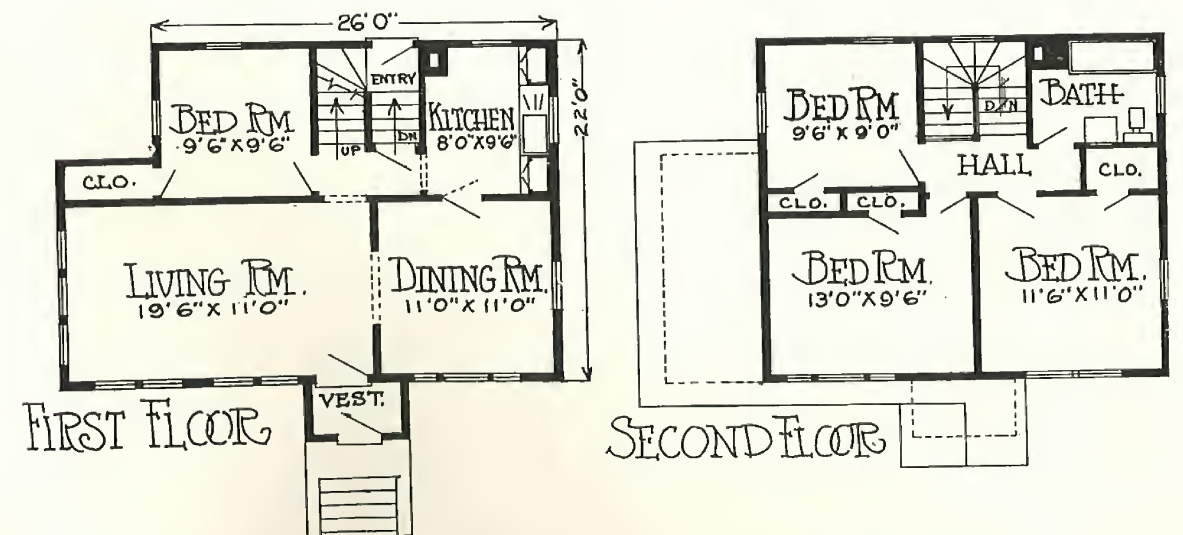 26'0"
ENTRY
BED RM
9'6" X 9'6"
UP
DN
KITCHEN
8'0" X 9'6"
22'0"
CLO.
LIVING RM.
19'6" X 11'0"
DINING RM.
11'0" X 11'0"
VEST.
FIRST FLOOR
BED RM
9'6" X 9'0"
DN
BATH
HALL
CLO.
CLO.
CLO.
BED RM.
13'0" X 9'6"
BED RM.
11'6" X 11'0"
SECOND FLOOR